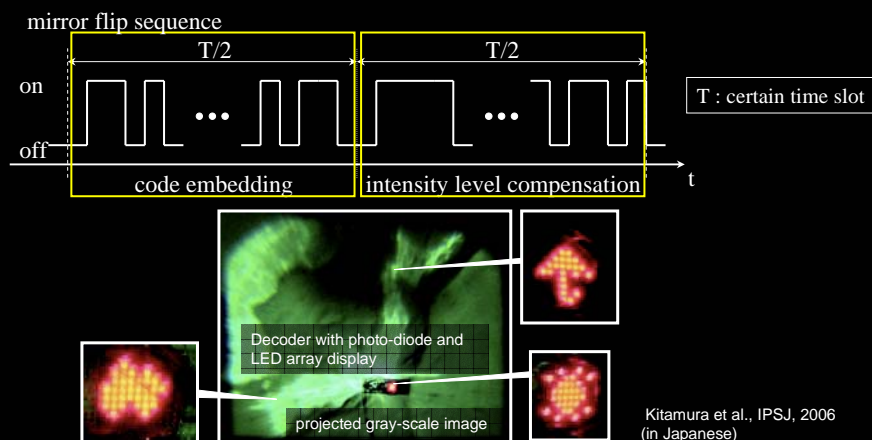 mirror flip sequence
T/2 T/2
on
T : certain time slot
off
t
code embedding intensity level compensation
Decoder with photo-diode and
LED array display
projected gray-scale image
Kitamura et al., IPSJ, 2006
(in Japanese)